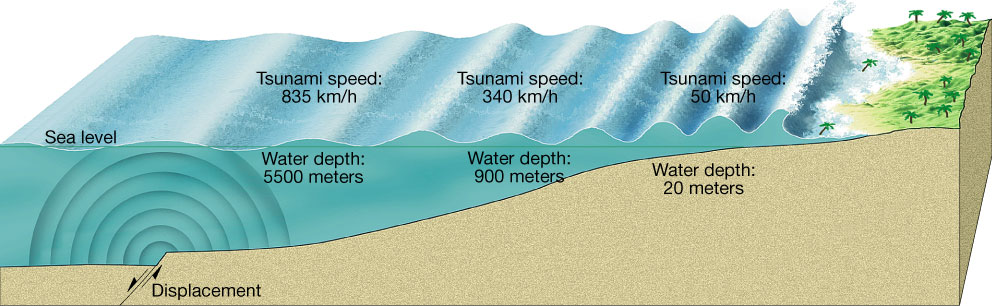 Tsunami speed:
835 km/h
Tsunami speed:
340 km/h
Tsunami speed:
50 km/h
Sea level
Water depth:
5500 meters
Water depth:
900 meters
Water depth:
20 meters
Displacement